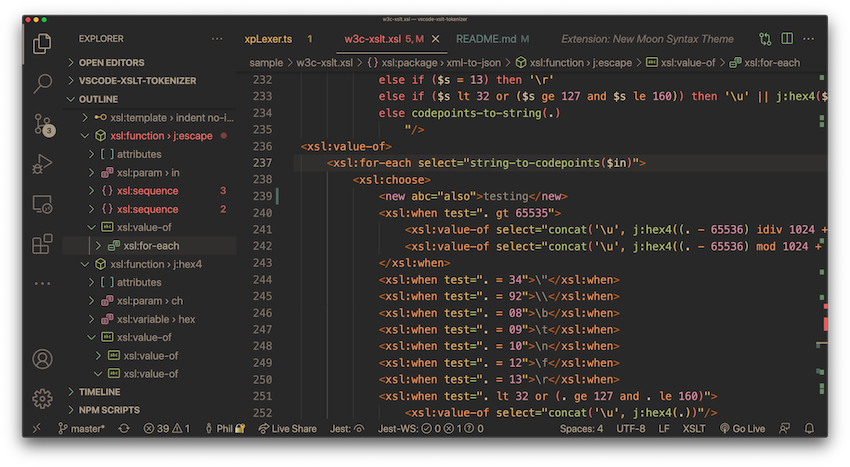 w3c-xslt.xsl — vscode-xslt-tokenizer
EXPLORER ···
xpLexer.ts 1 w3c-xslt.xsl 5, M README.md M Extension: New Moon Syntax Theme ···
sample > w3c-xslt.xsl > xsl:package › xml-to-json > xsl:function › j:escape > xsl:value-of > xsl:for-each
OPEN EDITORS
VSCODE-XSLT-TOKENIZER
OUTLINE
xsl:template › indent no-i…
xsl:function › j:escape
attributes
xsl:param › in
xsl:sequence 3
xsl:sequence 2
xsl:value-of
xsl:for-each
xsl:function › j:hex4
attributes
xsl:param › ch
xsl:variable › hex
xsl:value-of
xsl:value-of
xsl:value-of
TIMELINE
NPM SCRIPTS
3
232 else if ($s = 13) then '\r'
233 else if ($s lt 32 or ($s ge 127 and $s le 160)) then '\u' || j:hex4($
234 else codepoints-to-string(.)
235 "/>
236 <xsl:value-of>
237 <xsl:for-each select="string-to-codepoints($in)">
238 <xsl:choose>
239 <new abc="also">testing</new>
240 <xsl:when test=". gt 65535">
241 <xsl:value-of select="concat('\u', j:hex4((. - 65536) idiv 1024 +
242 <xsl:value-of select="concat('\u', j:hex4((. - 65536) mod 1024 +
243 </xsl:when>
244 <xsl:when test=". = 34">\"</xsl:when>
245 <xsl:when test=". = 92">\\</xsl:when>
246 <xsl:when test=". = 08">\b</xsl:when>
247 <xsl:when test=". = 09">\t</xsl:when>
248 <xsl:when test=". = 10">\n</xsl:when>
249 <xsl:when test=". = 12">\f</xsl:when>
250 <xsl:when test=". = 13">\r</xsl:when>
251 <xsl:when test=". lt 32 or (. ge 127 and . le 160)">
252 <xsl:value-of select="concat('\u', j:hex4(.))"/>
master* 39 1 Phil Live Share Jest: Jest-WS: 0 1 0 Spaces: 4 UTF-8 LF XSLT Go Live